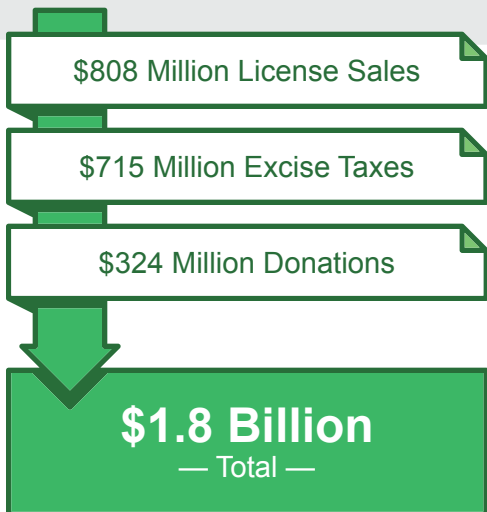 $808 Million License Sales
$715 Million Excise Taxes
$324 Million Donations
$1.8 Billion
— Total —